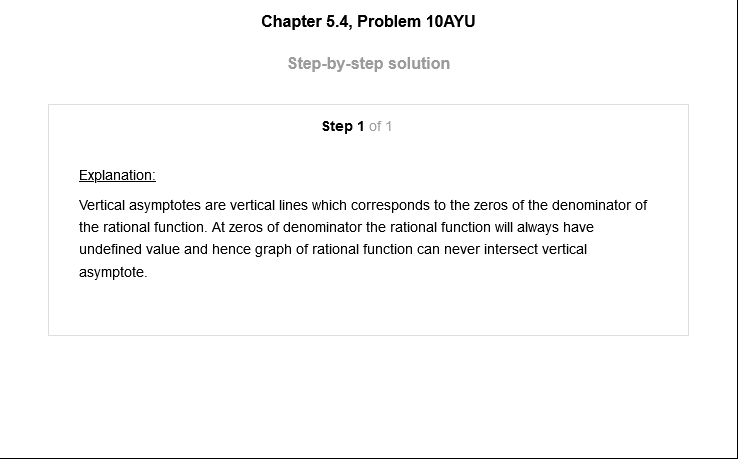 Chapter 5.4, Problem 10AYU
Step-by-step solution
Step 1 of 1
Explanation:
Vertical asymptotes are vertical lines which corresponds to the zeros of the denominator of
the rational function. At zeros of denominator the rational function will always have
undefined value and hence graph of rational function can never intersect vertical
asymptote.